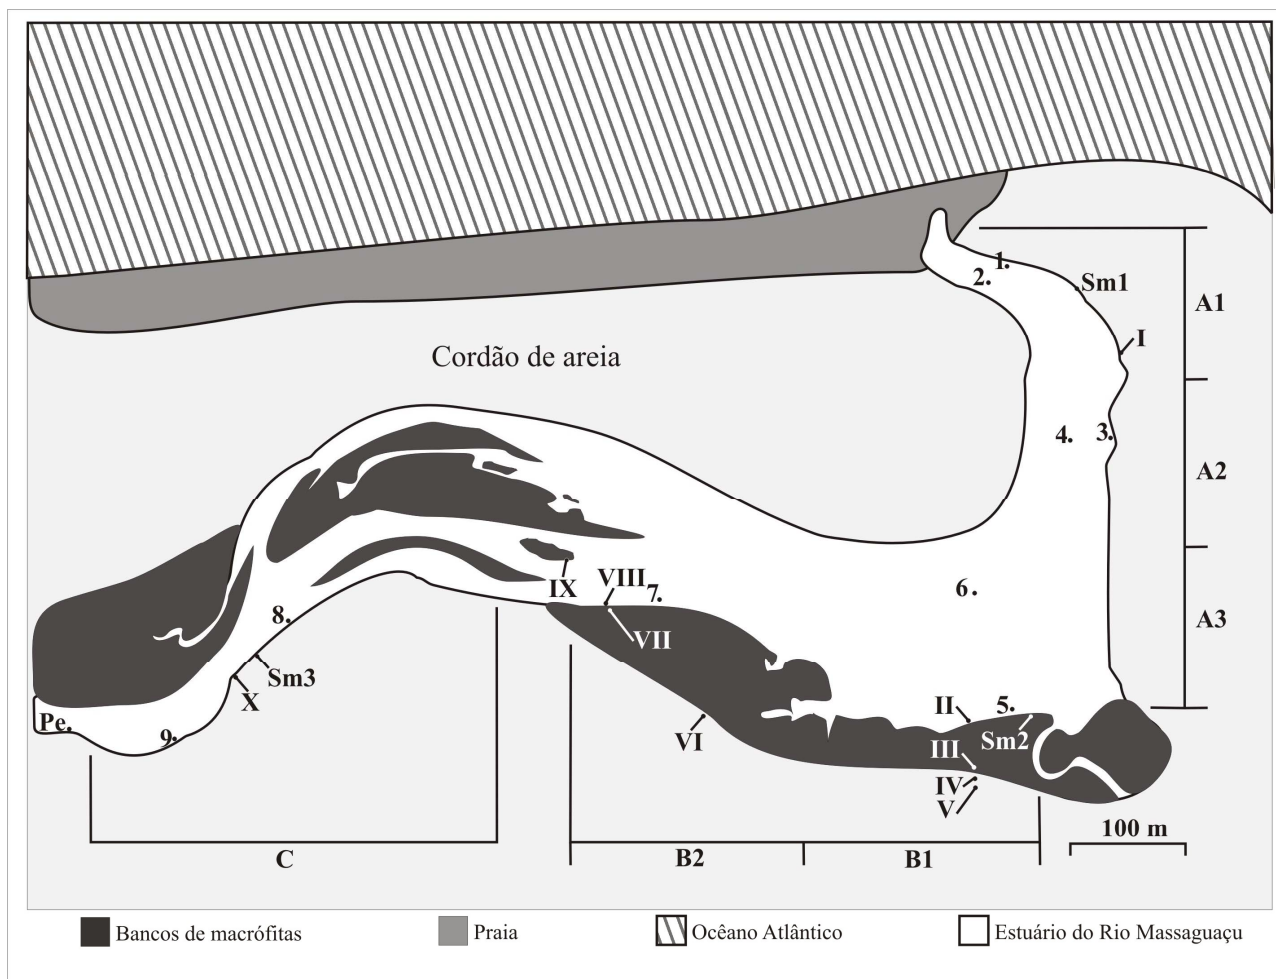 1.
2.
Sm1
A1
I
Cordão de areia
4.
3.
A2
IX
VIII
7.
6.
A3
8.
VII
Sm3
X
Pe.
9.
VI
II
5.
Sm2
III
IV
V
100 m
C
B2
B1
Bancos de macrófitas
Praia
Ocêano Atlântico
Estuário do Rio Massaguaçu